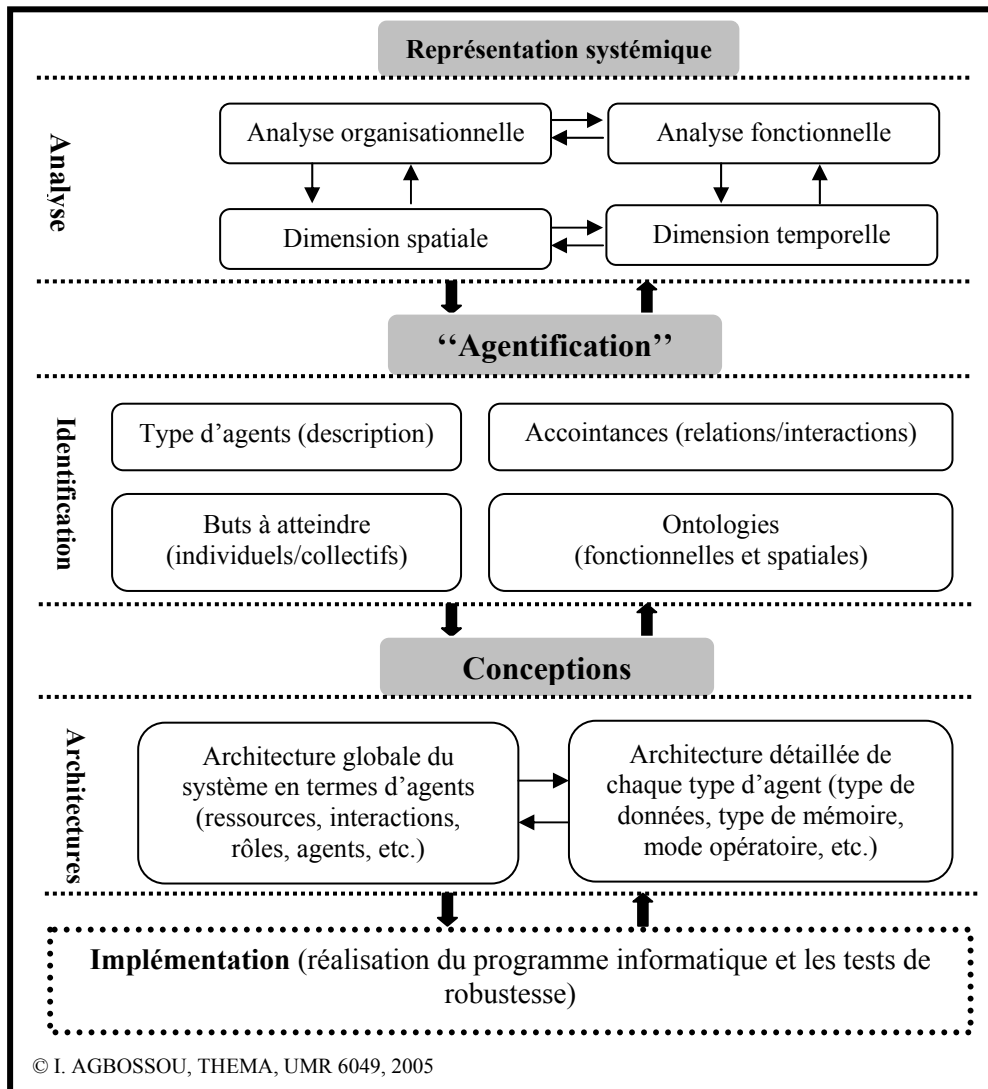 Représentation systémique
Analyse
Analyse organisationnelle
Analyse fonctionnelle
Dimension spatiale
Dimension temporelle
‘‘Agentification’’
Identification
Type d’agents (description)
Accointances (relations/interactions)
Buts à atteindre
(individuels/collectifs)
Ontologies
(fonctionnelles et spatiales)
Conceptions
Architectures
Architecture globale du
système en termes d’agents
(ressources, interactions,
rôles, agents, etc.)
Architecture détaillée de
chaque type d’agent (type de
données, type de mémoire,
mode opératoire, etc.)
Implémentation (réalisation du programme informatique et les tests de
robustesse)
© I. AGBOSSOU, THEMA, UMR 6049, 2005